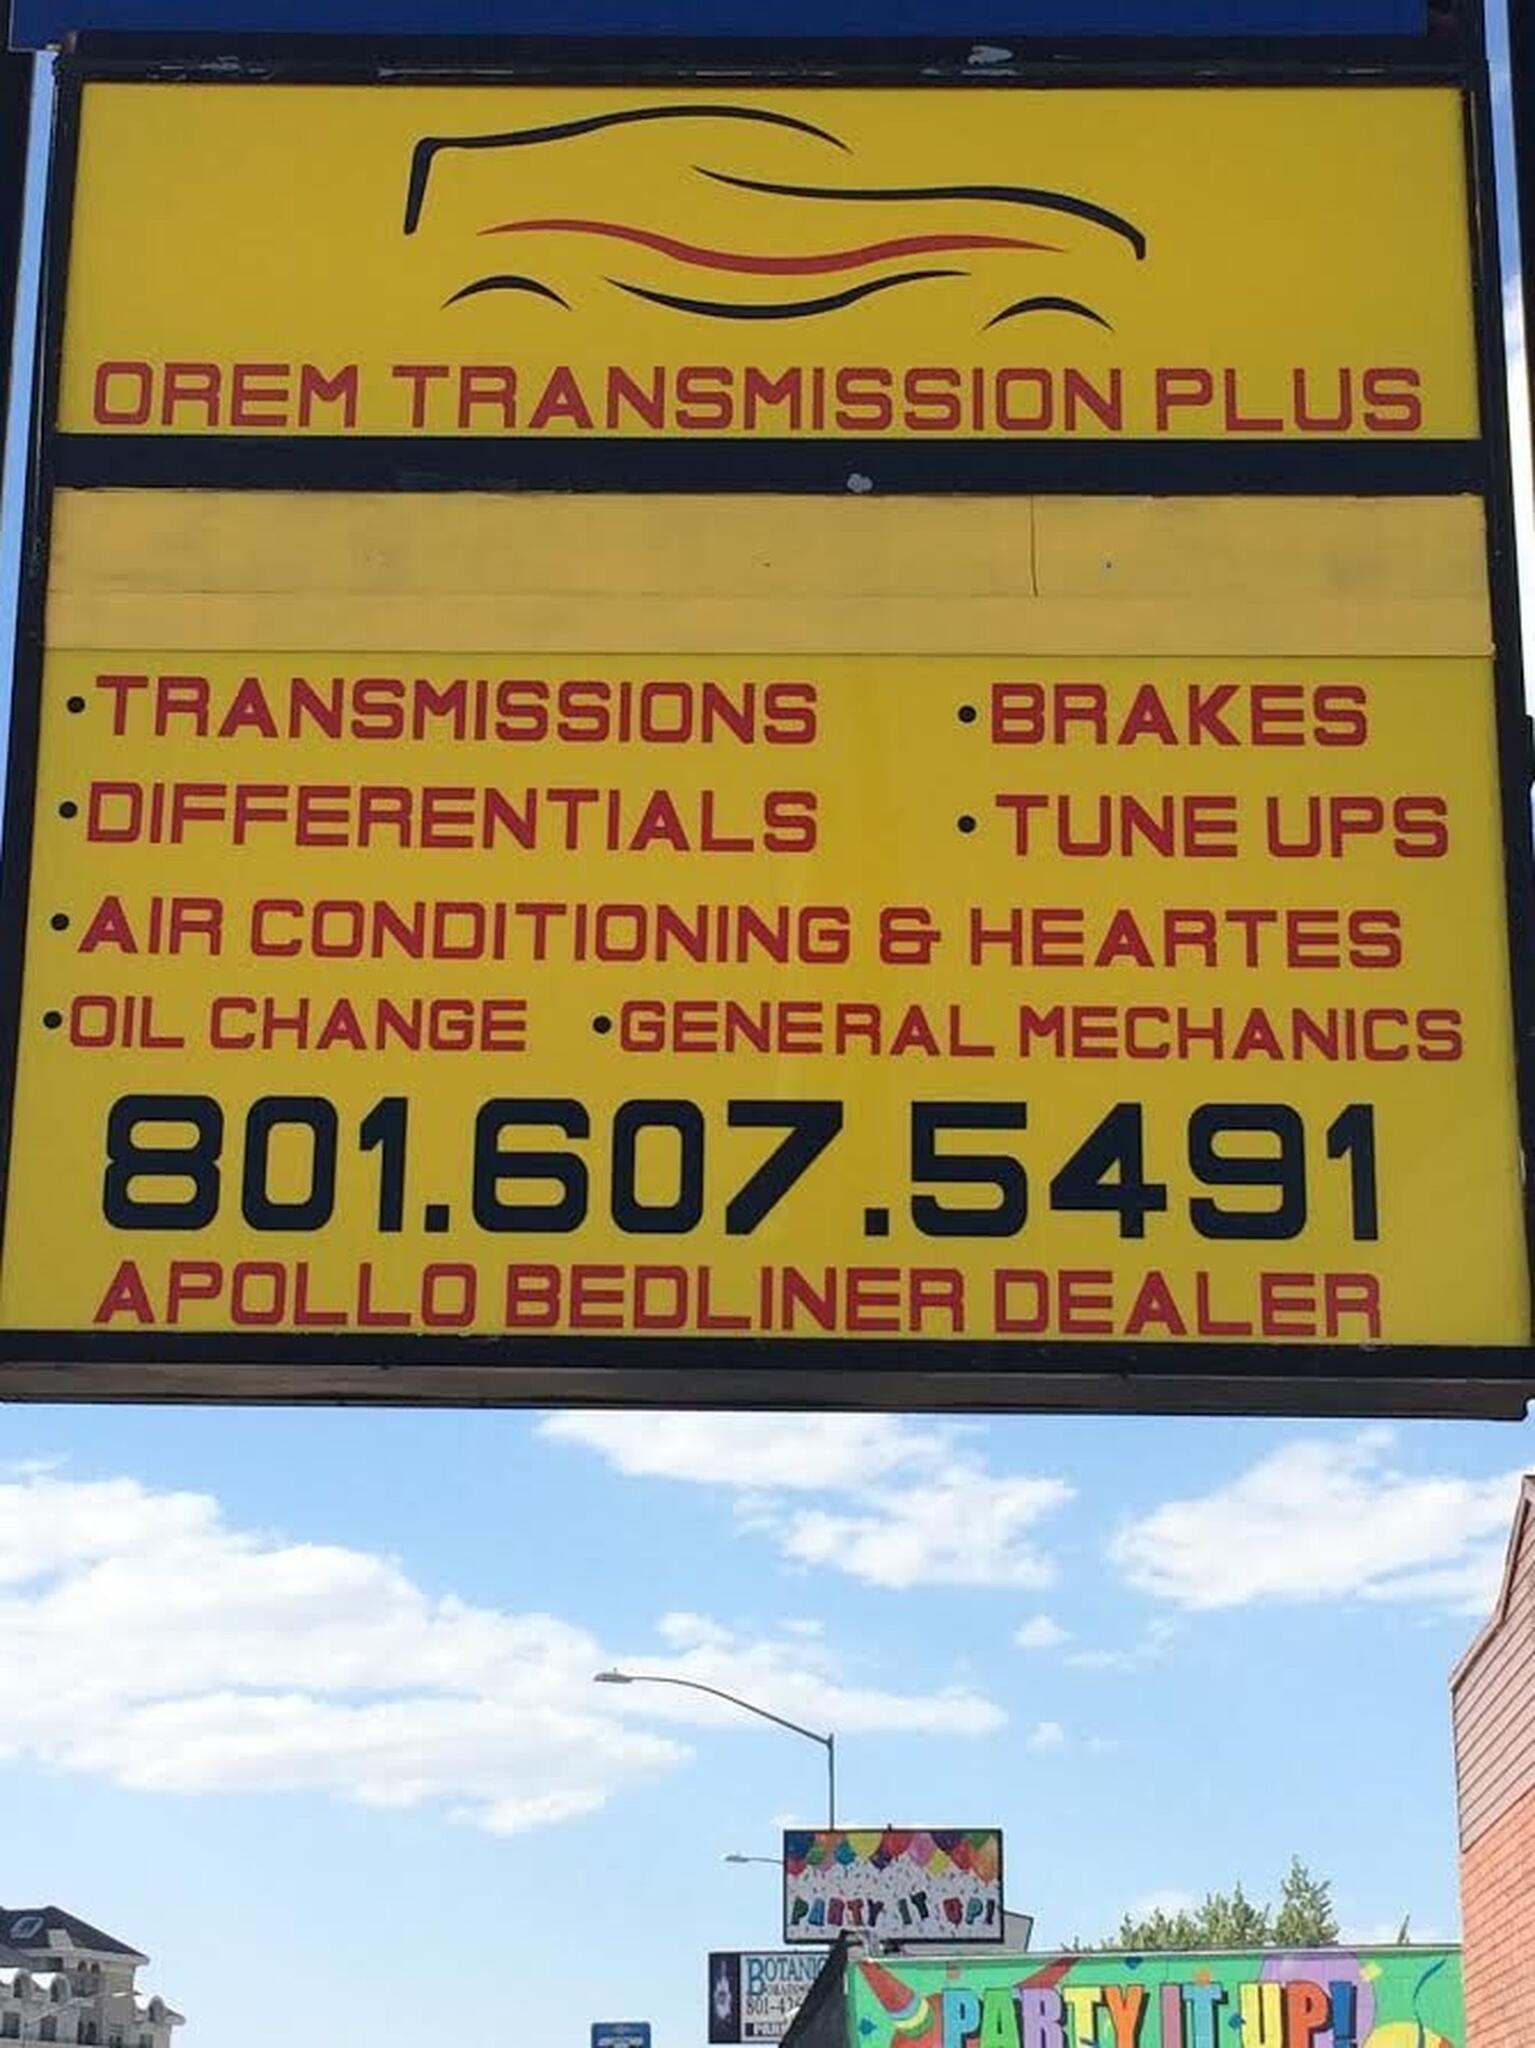 OREM TRANSMISSION PLUS
•TRANSMISSIONS •BRAKES
•DIFFERENTIALS •TUNE UPS
•AIR CONDITIONING & HEARTES
•OIL CHANGE •GENERAL MECHANICS
801.607.5491
APOLLO BEDLINER DEALER
PARTY IT UP!
PARTY IT UP!